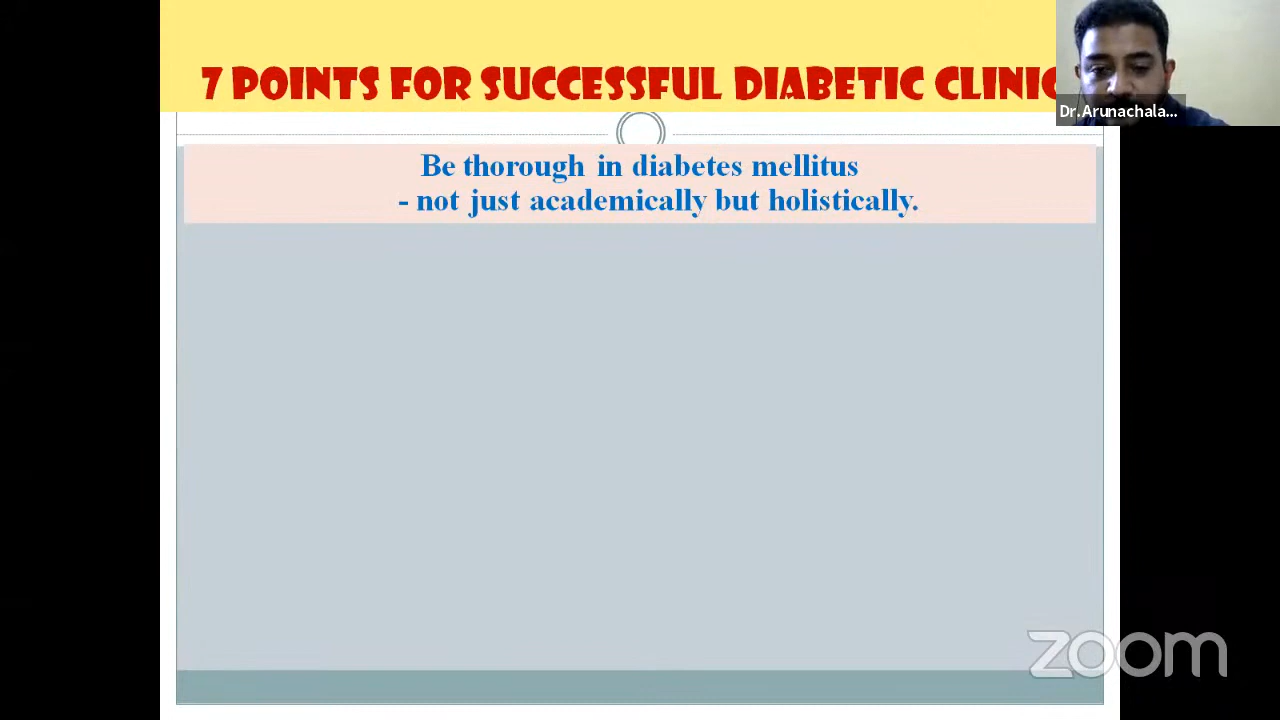 7 POINTS FOR SUCCESSFUL DIABETIC CLINIC
Dr.Arunachala...
Be thorough in diabetes mellitus
- not just academically but holistically.
zoom